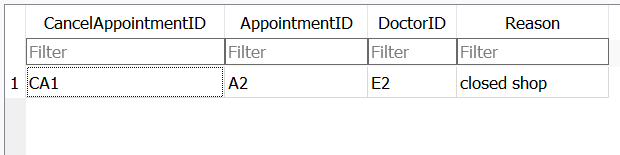 CancelAppointmentID AppointmentID DoctorID Reason
Filter Filter Filter Filter
1 CA1 A2 E2 closed shop